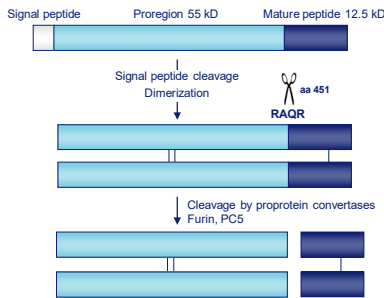 Signal peptide Proregion 55 kD Mature peptide 12.5 kD
Signal peptide cleavage
Dimerization
aa 451
RAQR
Cleavage by proprotein convertases
Furin, PC5